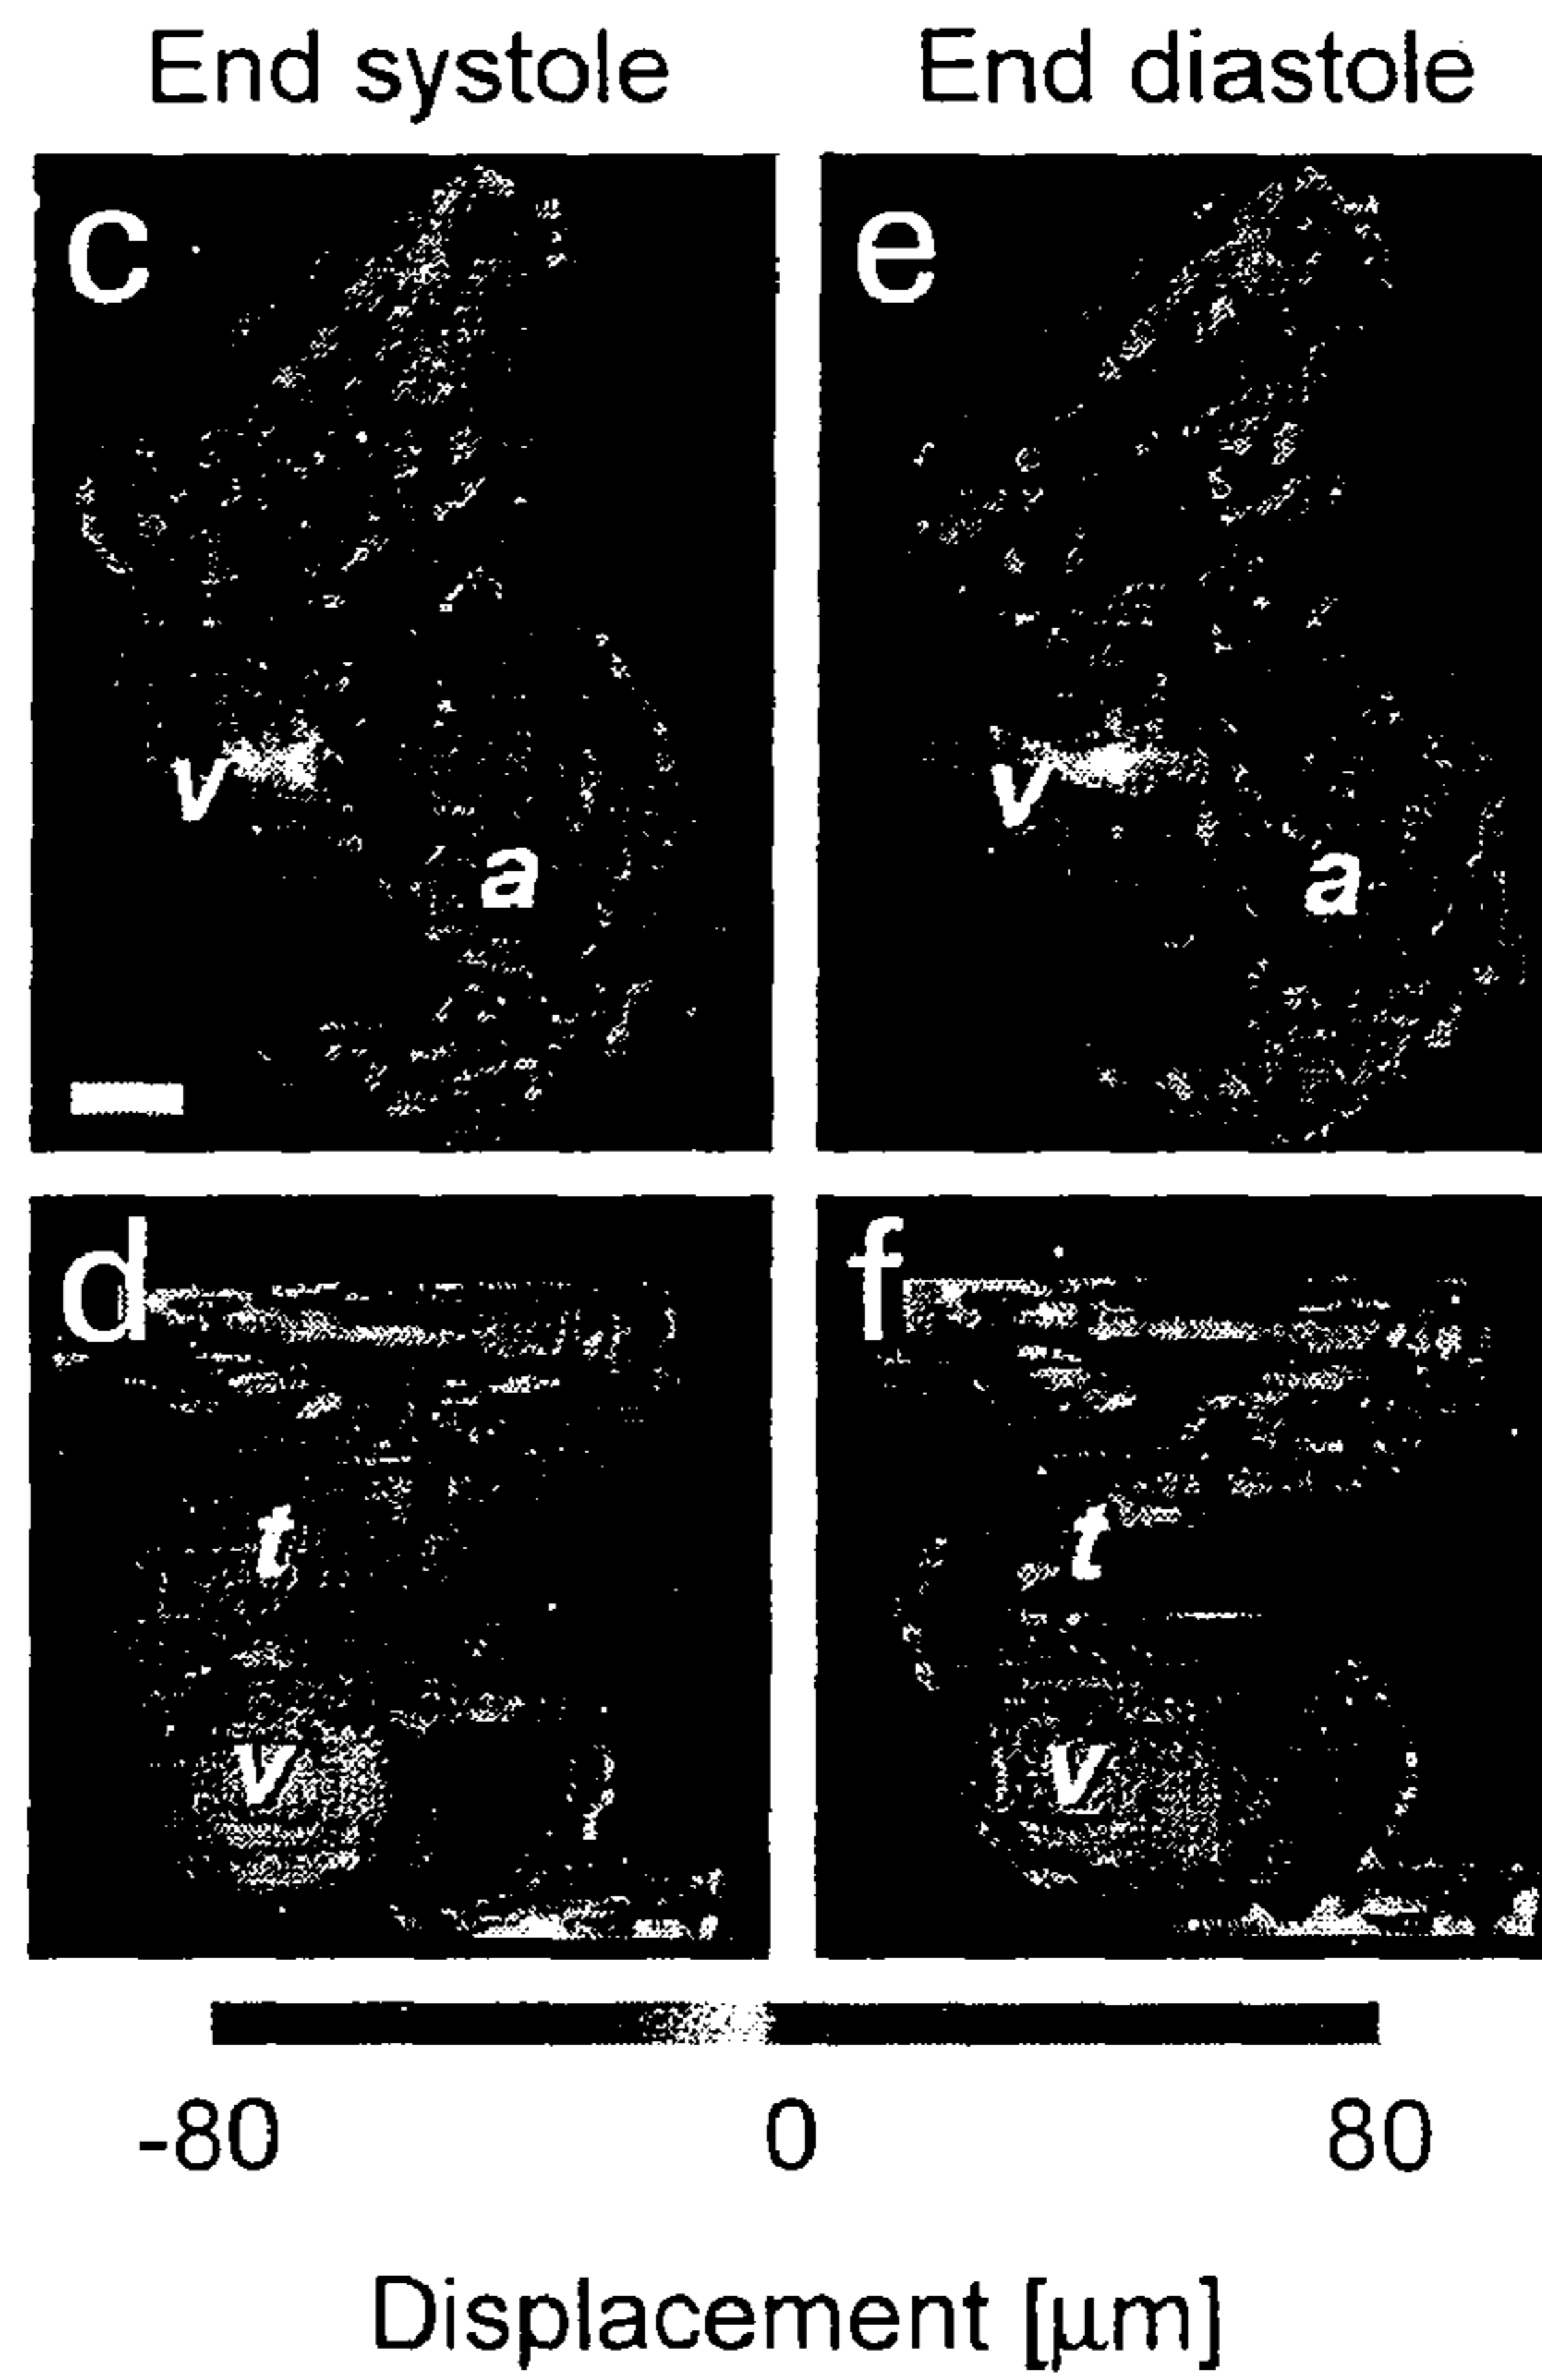 End systole End diastole
c e
v v
a a
d f
t t
v v
-80 0 80
Displacement [µm]